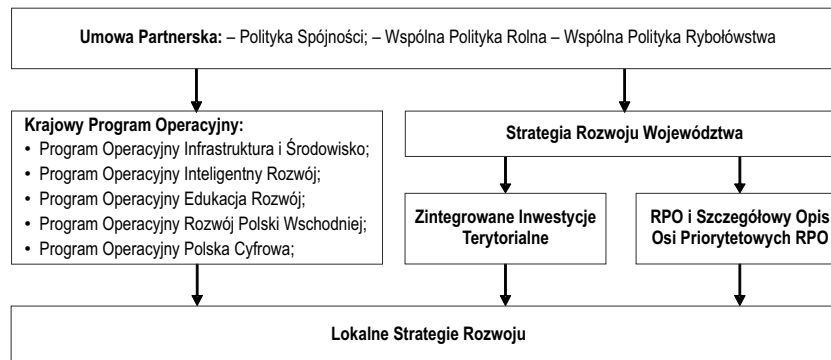 Umowa Partnerska: – Polityka Spójności; – Wspólna Polityka Rolna – Wspólna Polityka Rybołówstwa
Krajowy Program Operacyjny:
• Program Operacyjny Infrastruktura i Środowisko;
• Program Operacyjny Inteligentny Rozwój;
• Program Operacyjny Edukacja Rozwój;
• Program Operacyjny Rozwój Polski Wschodniej;
• Program Operacyjny Polska Cyfrowa;
Strategia Rozwoju Województwa
Zintegrowane Inwestycje
Terytorialne
RPO i Szczegółowy Opis
Osi Priorytetowych RPO
Lokalne Strategie Rozwoju